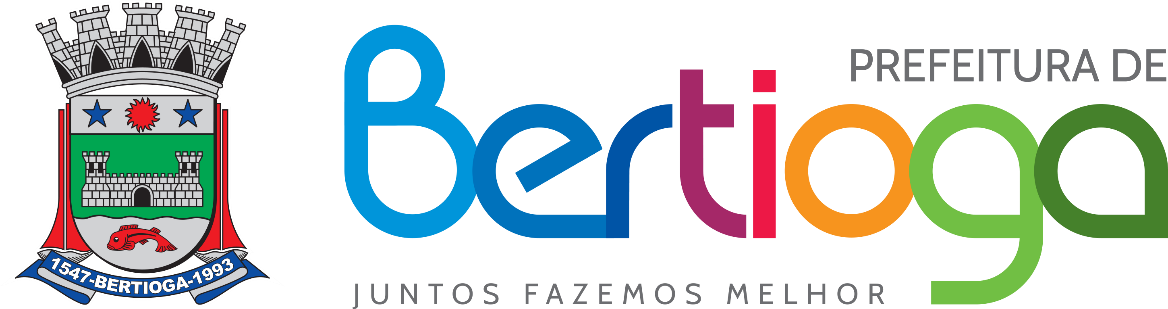 1547-BERTIOGA-1993
PREFEITURA DE
Bertioga
JUNTOS FAZEMOS MELHOR